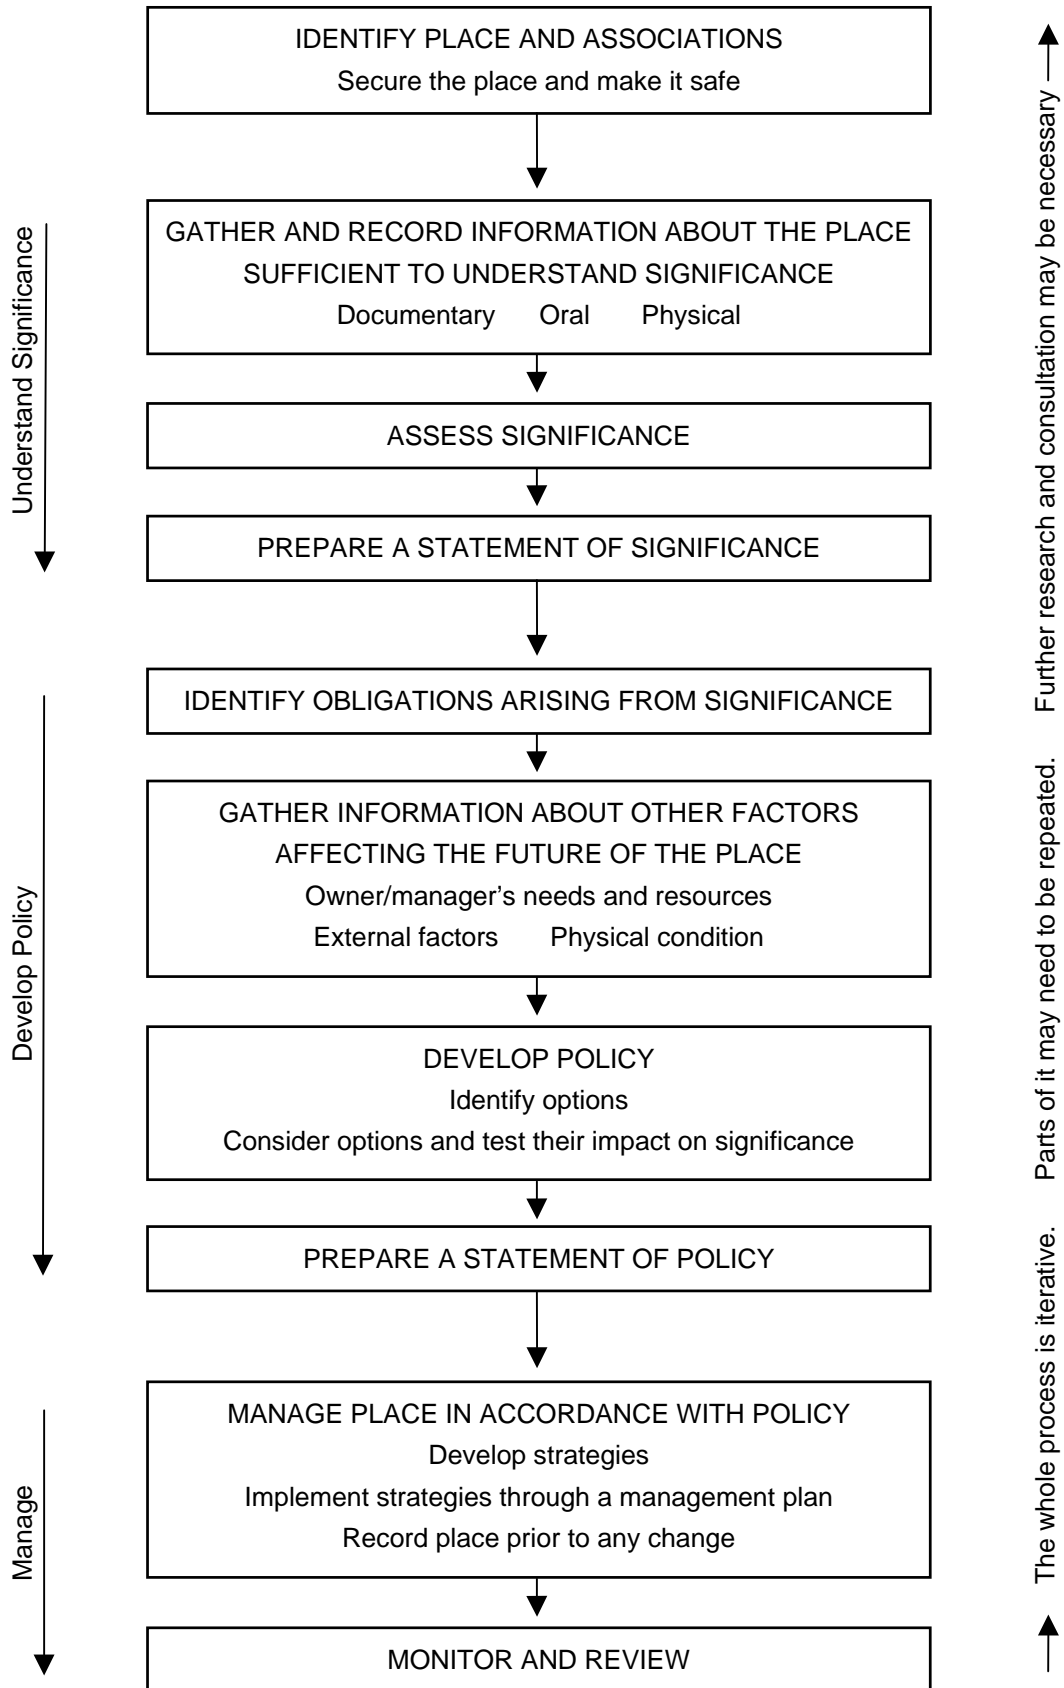 IDENTIFY PLACE AND ASSOCIATIONS
Secure the place and make it safe
Understand Significance
GATHER AND RECORD INFORMATION ABOUT THE PLACE
SUFFICIENT TO UNDERSTAND SIGNIFICANCE
Documentary Oral Physical
ASSESS SIGNIFICANCE
PREPARE A STATEMENT OF SIGNIFICANCE
Develop Policy
IDENTIFY OBLIGATIONS ARISING FROM SIGNIFICANCE
GATHER INFORMATION ABOUT OTHER FACTORS
AFFECTING THE FUTURE OF THE PLACE
Owner/manager’s needs and resources
External factors Physical condition
DEVELOP POLICY
Identify options
Consider options and test their impact on significance
PREPARE A STATEMENT OF POLICY
Manage
MANAGE PLACE IN ACCORDANCE WITH POLICY
Develop strategies
Implement strategies through a management plan
Record place prior to any change
MONITOR AND REVIEW
The whole process is iterative. Parts of it may need to be repeated. Further research and consultation may be necessary